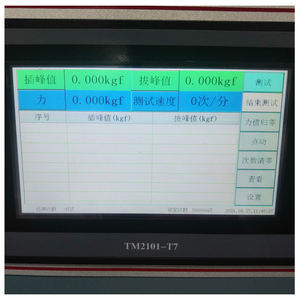 插峰值 0.000kgf 拔峰值 0.000kgf 测试
力 0.000kgf 测试速度 0次/分 结束测试
序号 插峰值(kgf) 拔峰值(kgf) 力值归零
点动
次数清零
查看
设置
TM2101-T7